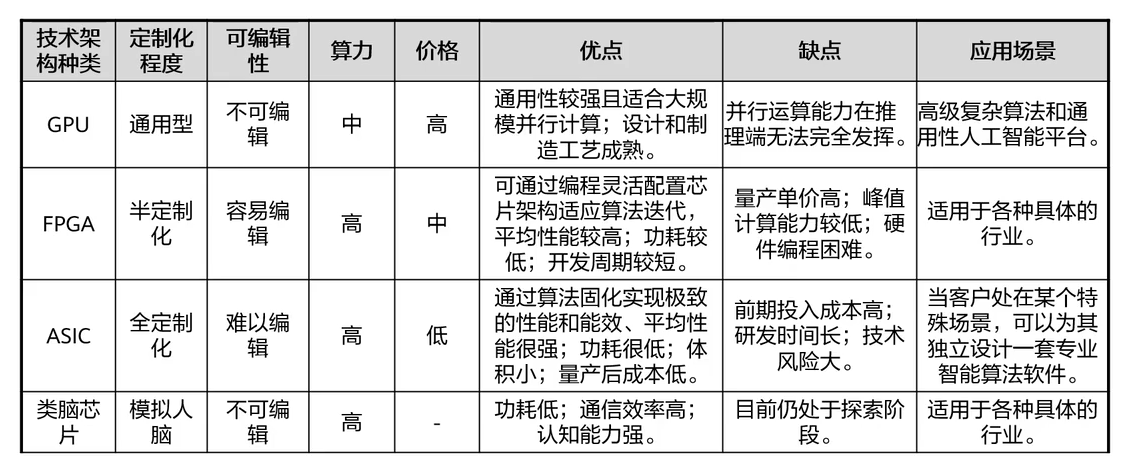 技术架
构种类
定制化
程度
可编辑
性
算力
价格
优点
缺点
应用场景
GPU
通用型
不可编
辑
中
高
通用性较强且适合大规
模并行计算；设计和制
造工艺成熟。
并行运算能力在推
理端无法完全发挥。
高级复杂算法和通
用性人工智能平台。
FPGA
半定制
化
容易编
辑
高
中
可通过编程灵活配置芯
片架构适应算法迭代，
平均性能较高；功耗较
低；开发周期较短。
量产单价高；峰值
计算能力较低；硬
件编程困难。
适用于各种具体的
行业。
ASIC
全定制
化
难以编
辑
高
低
通过算法固化实现极致
的性能和能效、平均性
能很强；功耗很低；体
积小；量产后成本低。
前期投入成本高；
研发时间长；技术
风险大。
当客户处在某个特
殊场景，可以为其
独立设计一套专业
智能算法软件。
类脑芯
片
模拟人
脑
不可编
辑
高
-
功耗低；通信效率高；
认知能力强。
目前仍处于探索阶
段。
适用于各种具体的
行业。